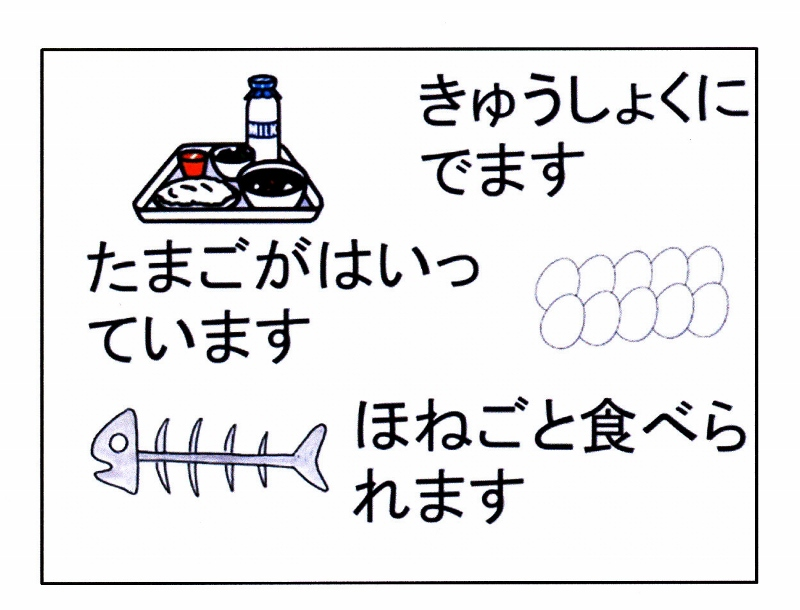 きゅうしょくに
でます
たまごがはいっ
ています
ほねごと食べら
れます